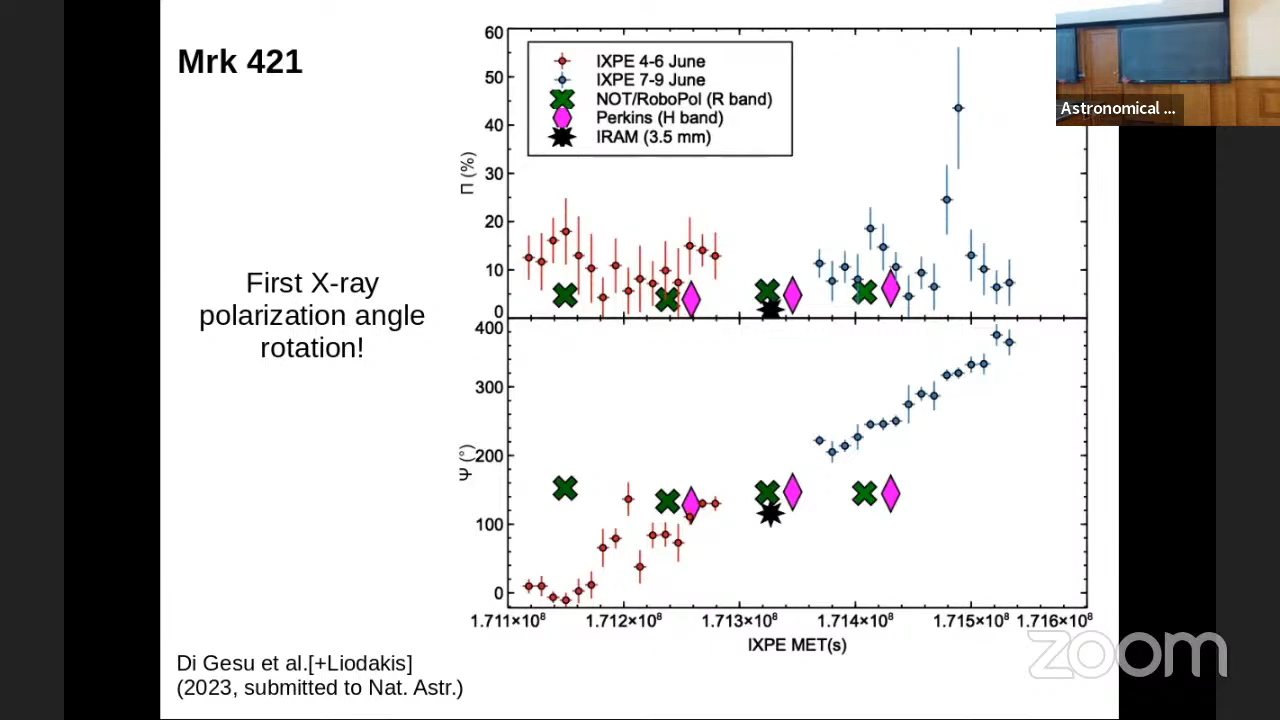 Mrk 421
First X-ray
polarization angle
rotation!
Di Gesu et al.[+Liodakis]
(2023, submitted to Nat. Astr.)
IXPE 4-6 June
IXPE 7-9 June
NOT/RoboPol (R band)
Perkins (H band)
IRAM (3.5 mm)
60
50
40
30
20
10
0
Π (%)
400
300
200
100
0
Ψ (°)
1.711×10⁸ 1.712×10⁸ 1.713×10⁸ 1.714×10⁸ 1.715×10⁸ 1.716×10⁸
IXPE MET(s)
Astronomical ...
zoom